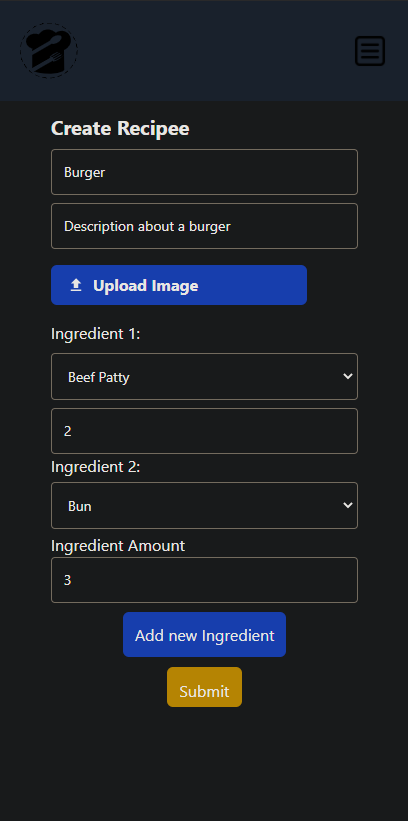 Create Recipee
Burger
Description about a burger
Upload Image
Ingredient 1:
Beef Patty
2
Ingredient 2:
Bun
Ingredient Amount
3
Add new Ingredient
Submit